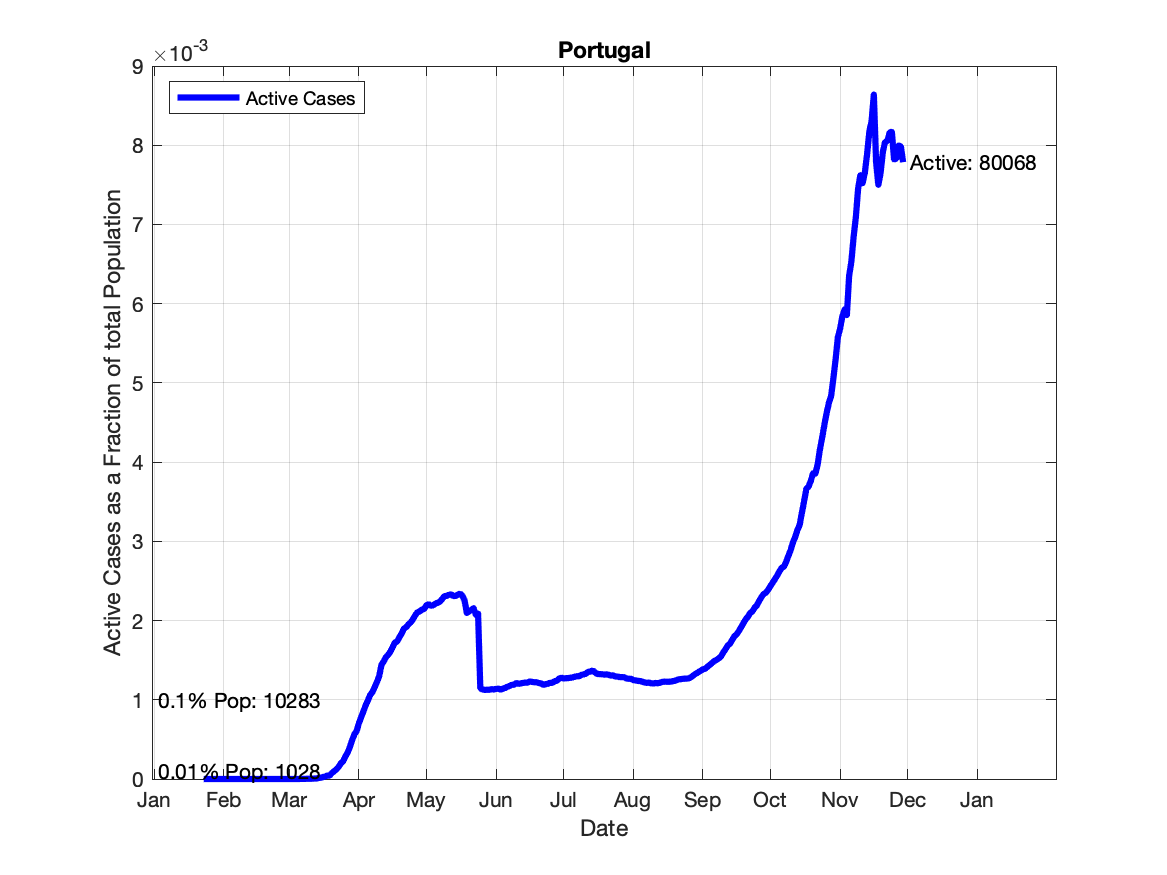 Portugal
×10-3
Active Cases
9
8
7
6
5
4
3
2
1
0
Active Cases as a Fraction of total Population
Active: 80068
0.1% Pop: 10283
0.01% Pop: 1028
Jan Feb Mar Apr May Jun Jul Aug Sep Oct Nov Dec Jan
Date